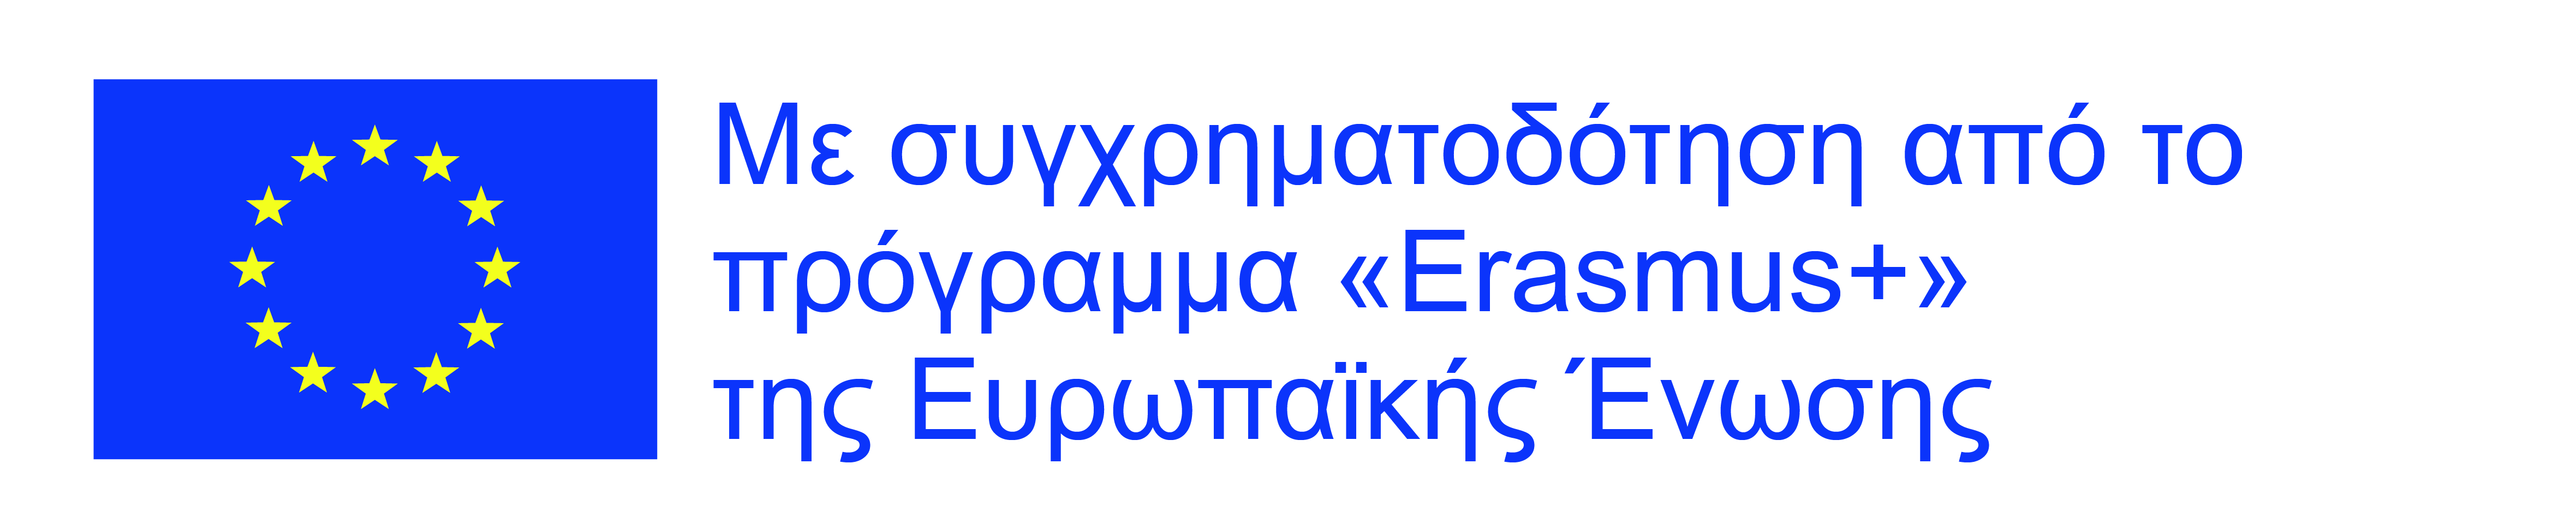 Με συγχρηματοδότηση από το
πρόγραμμα «Erasmus+»
της Ευρωπαϊκής Ένωσης